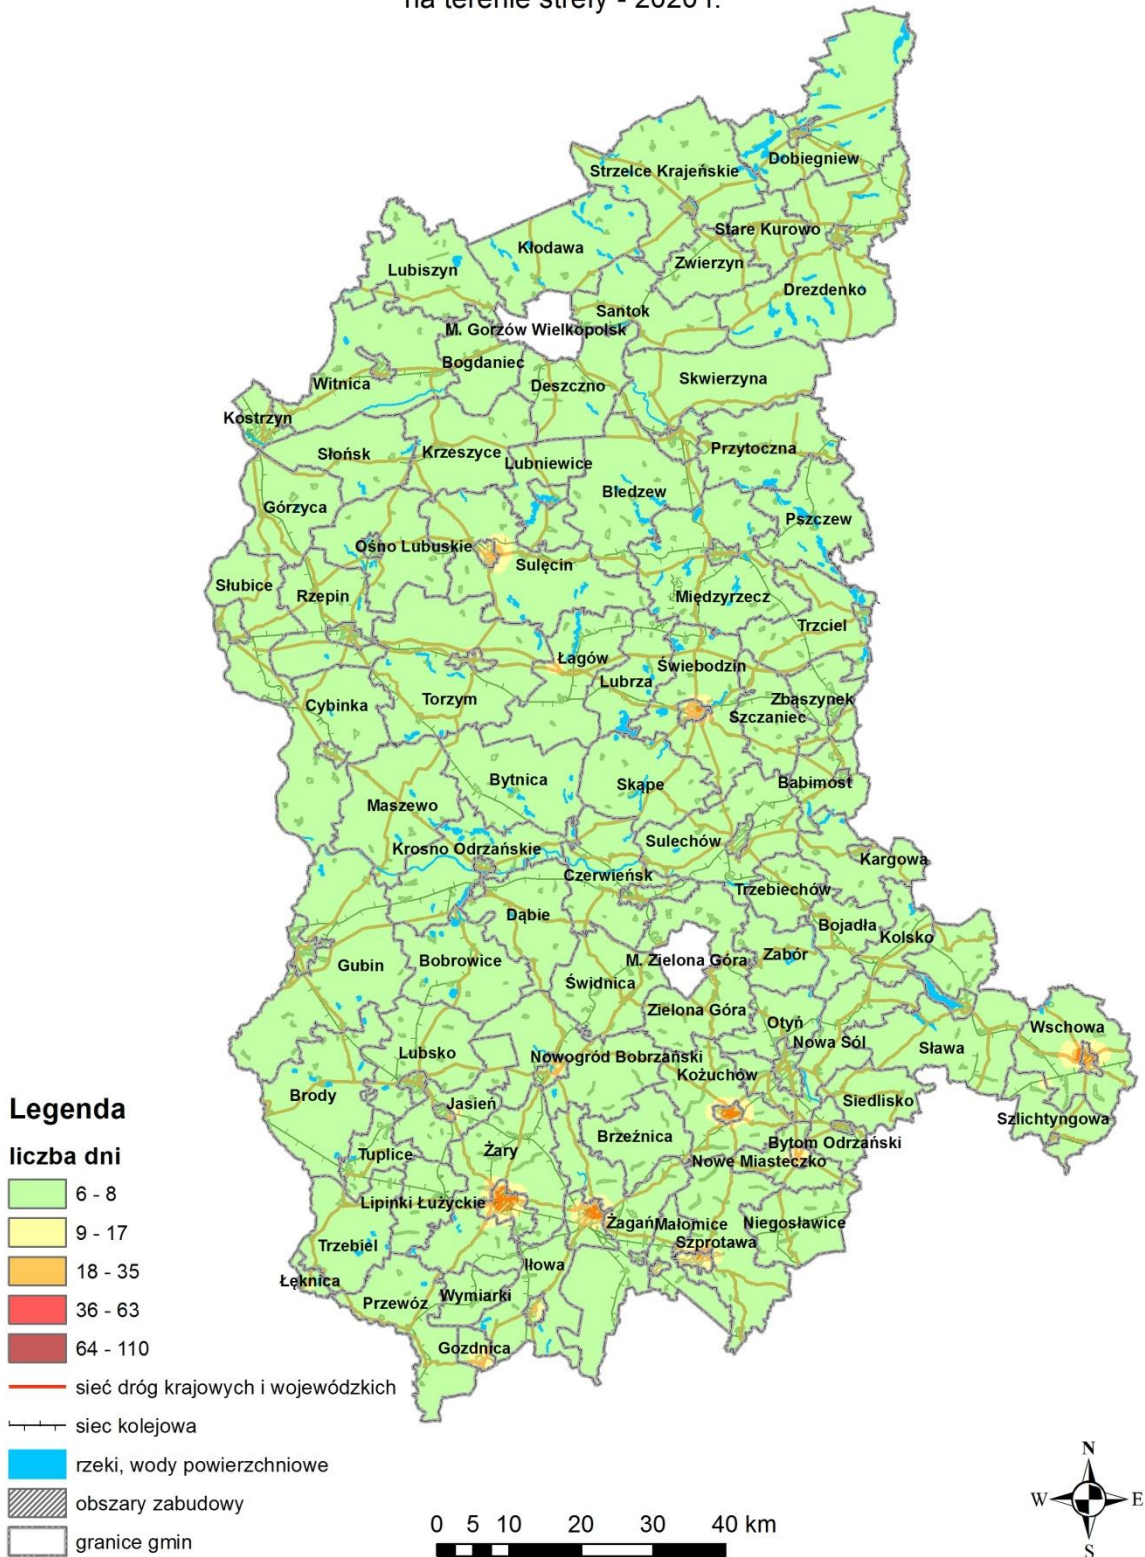 na terenie strefy - 2020 r.
Dobiegniew
Strzelce Krajeńskie
Stare Kurowo
Kłodawa
Zwierzyn
Lubiszyn
Drezdenko
Santok
M. Gorzów Wielkopolsk
Bogdaniec
Skwierzyna
Witnica
Deszczno
Kostrzyn
Przytoczna
Słońsk
Krzeszyce
Lubniewice
Bledzew
Górzyca
Pszczew
Ośno Lubuskie
Sulęcin
Słubice
Rzepin
Międzyrzecz
Trzciel
Łagów
Świebodzin
Lubrza
Torzym
Zbąszynek
Cybinka
Szczaniec
Bytnica
Skąpe
Babimost
Maszewo
Sulechów
Krosno Odrzańskie
Kargowa
Czerwieńsk
Trzebiechów
Dąbie
Bojadła
Kolsko
Zabór
M. Zielona Góra
Bobrowice
Gubin
Świdnica
Zielona Góra
Otyń
Wschowa
Nowa Sól
Sława
Lubsko
Nowogród Bobrzański
Kożuchów
Brody
Siedlisko
Jasień
Szlichtyngowa
Brzeźnica
Bytom Odrzański
Żary
Tuplice
Nowe Miasteczko
Lipinki Łużyckie
Żagań
Małomice
Niegosławice
Szprotawa
Trzebiel
Iłowa
Łęknica
Wymiarki
Przewóz
Gozdnica
Legenda
liczba dni
6 - 8
9 - 17
18 - 35
36 - 63
64 - 110
sieć dróg krajowych i wojewódzkich
siec kolejowa
rzeki, wody powierzchniowe
obszary zabudowy
granice gmin
0 5 10 20 30 40 km
N
W E
S